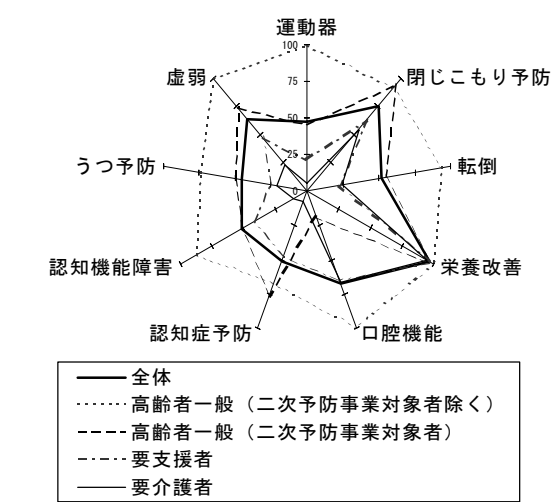 運動器
100
虚弱
閉じこもり予防
75
50
うつ予防
25
転倒
0
認知機能障害
栄養改善
認知症予防
口腔機能
全体
高齢者一般（二次予防事業対象者除く）
高齢者一般（二次予防事業対象者）
要支援者
要介護者